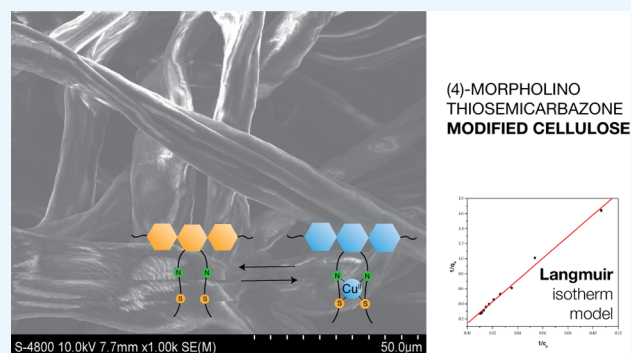 (4)-MORPHOLINO
THIOSEMICARBAZONE
MODIFIED CELLULOSE
N N
S S
N N
Cu
S S
Langmuir
isotherm
model
1/qe
1/ce
S-4800 10.0kV 7.7mm x1.00k SE(M)
50.0µm